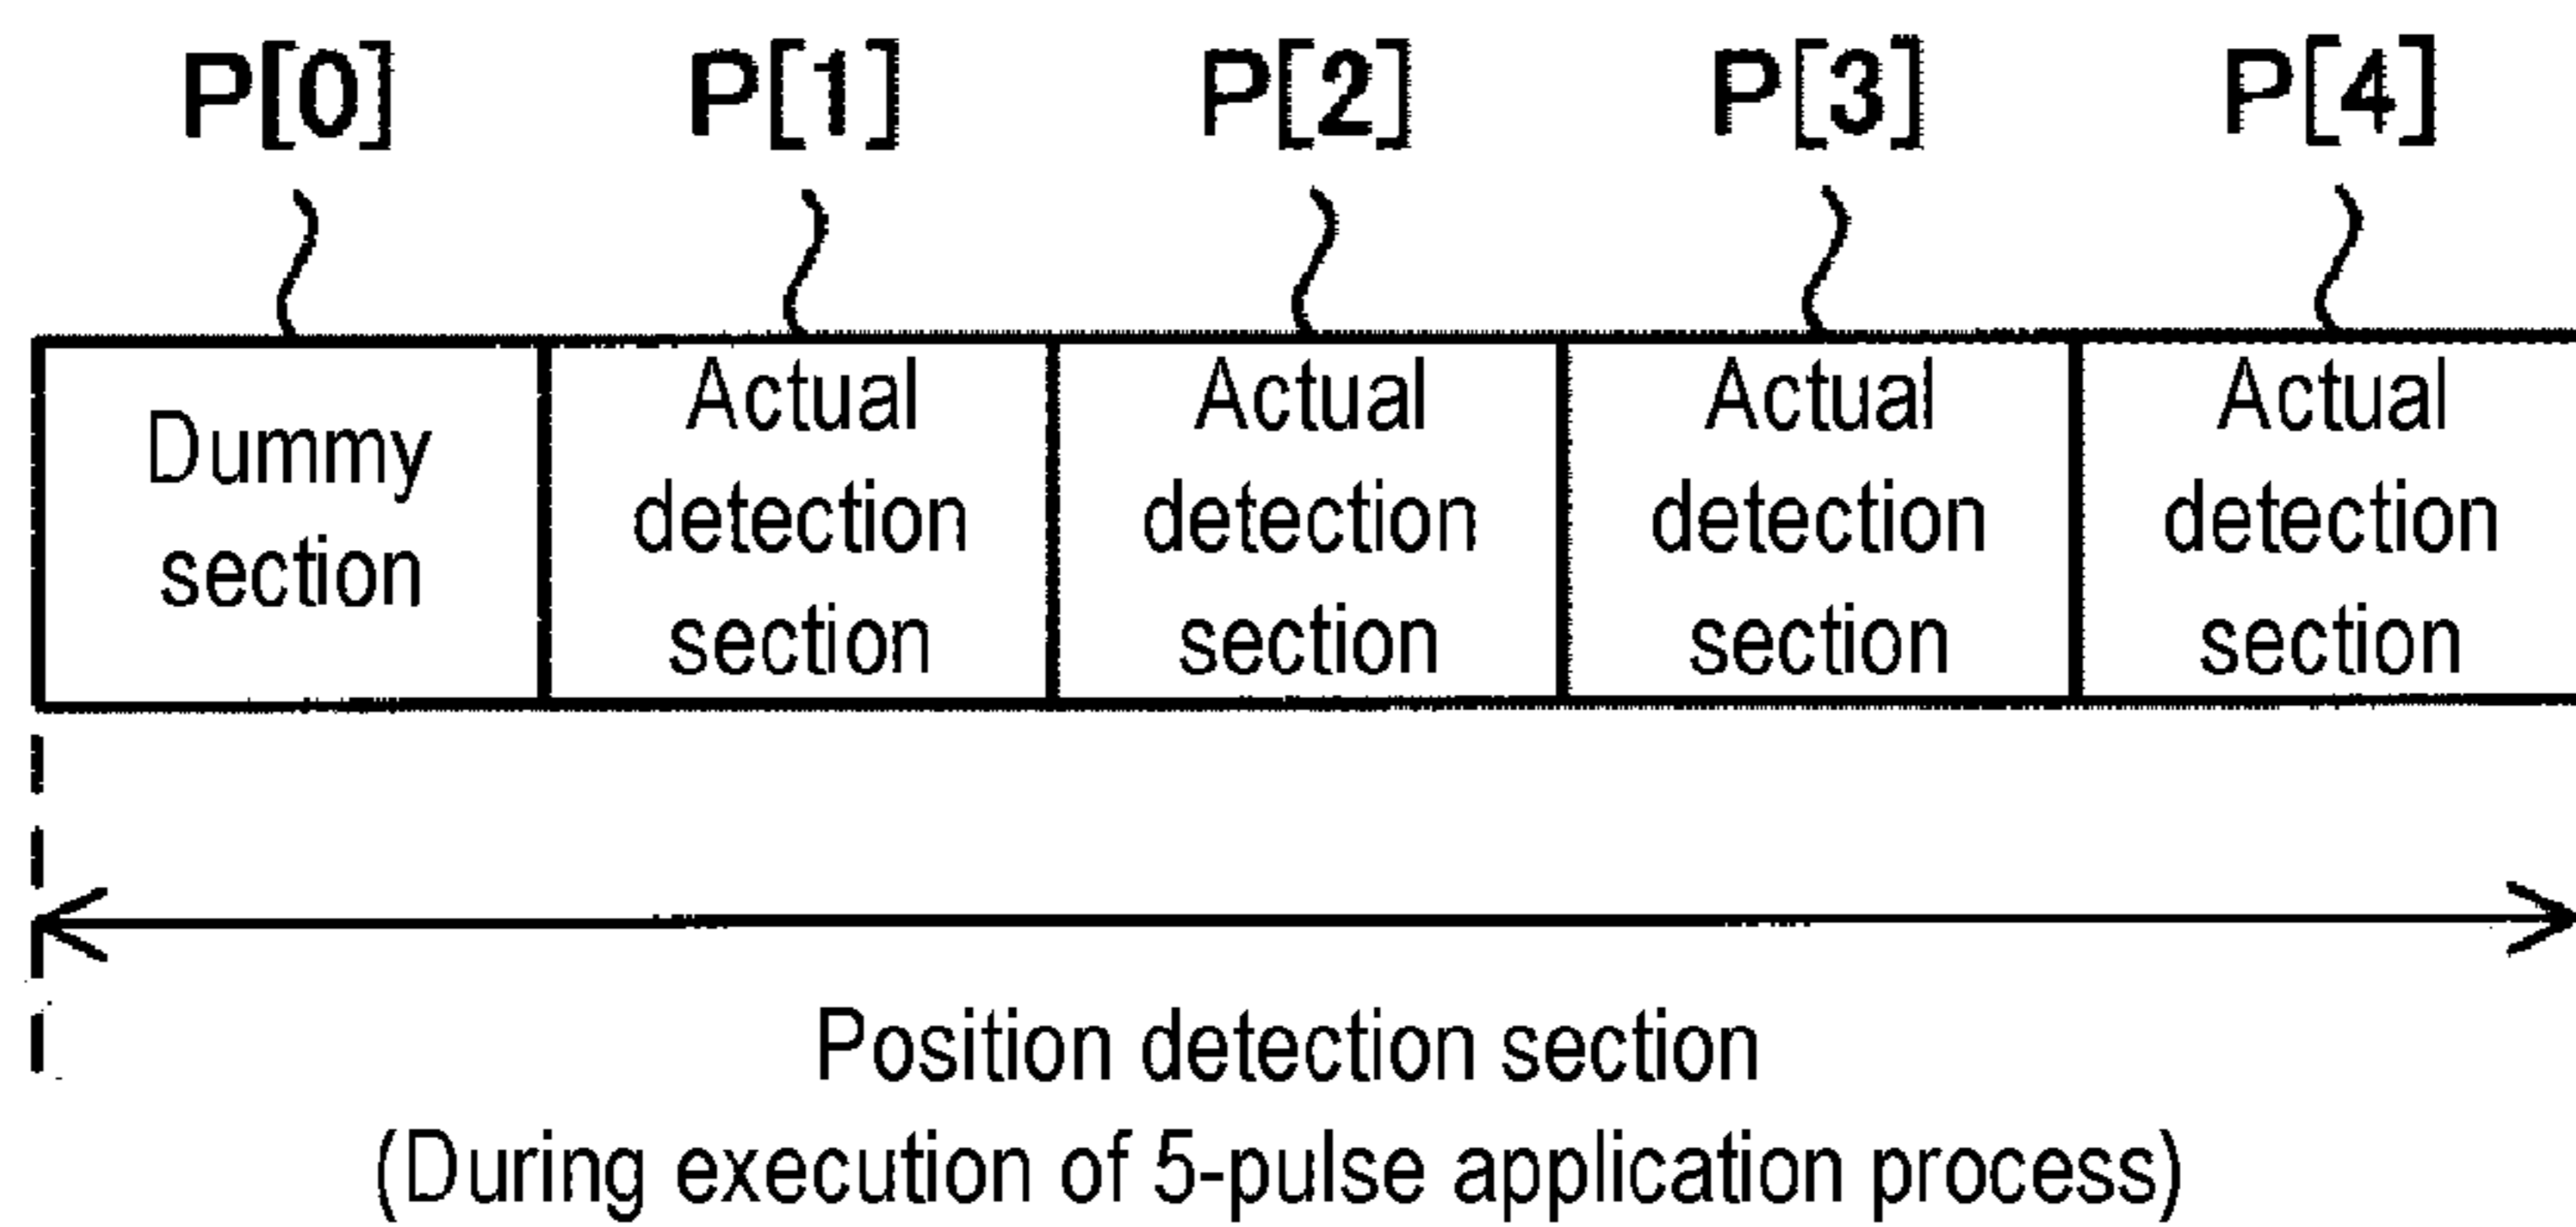 P[0] P[1] P[2] P[3] P[4]
Dummy section
Actual detection section
Actual detection section
Actual detection section
Actual detection section
Position detection section
(During execution of 5-pulse application process)